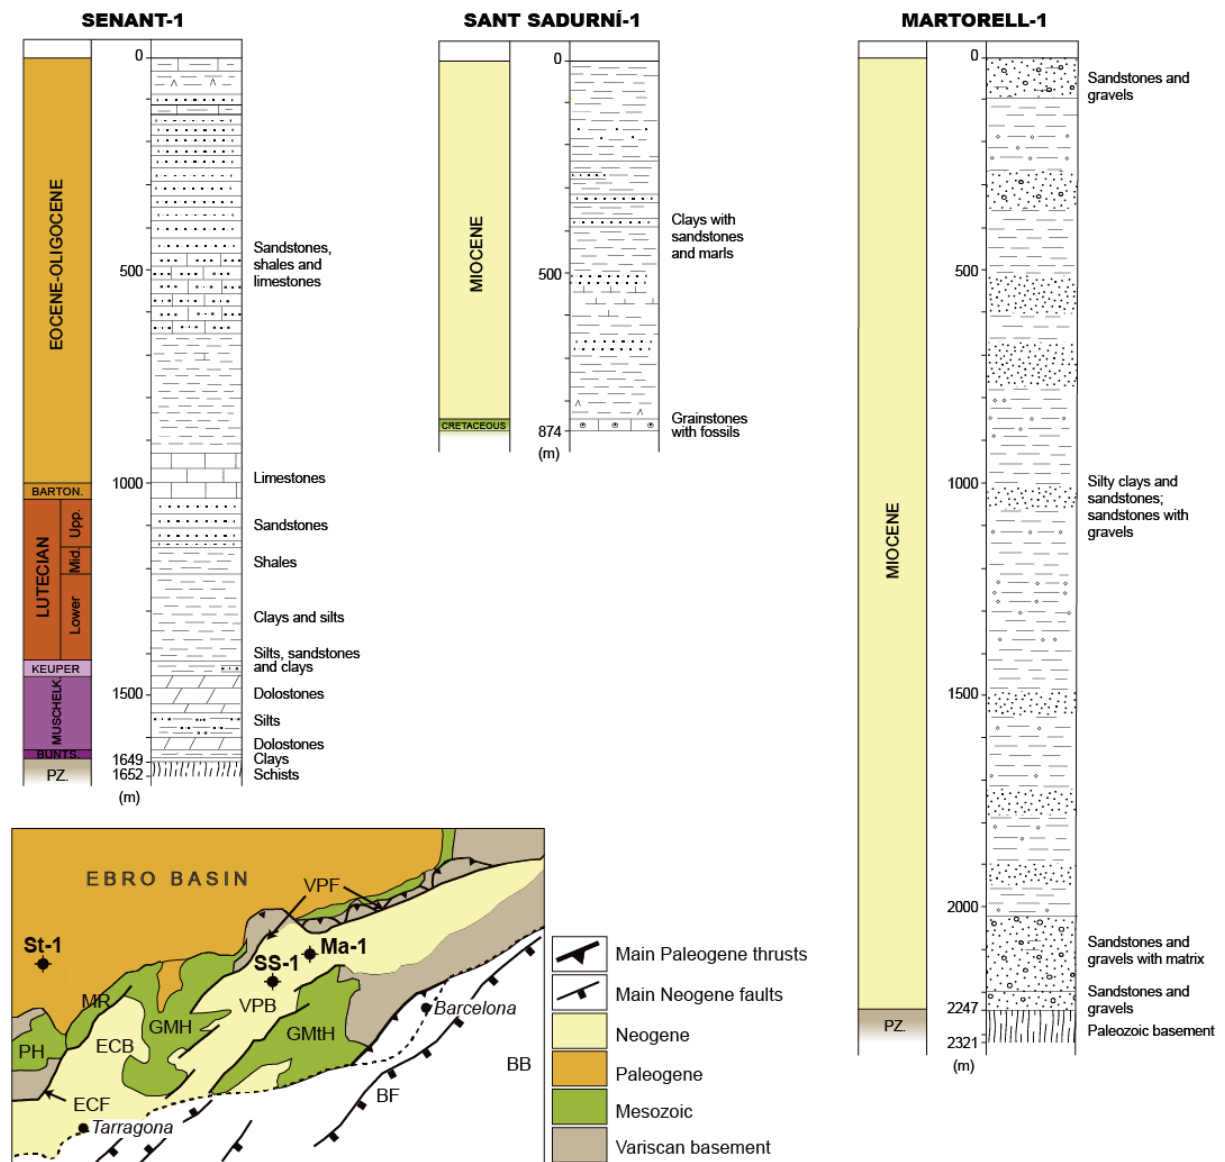 SENANT-1
0
500
1000
1500
1649
1652
(m)
EOCENE-OLIGOCENE
BARTON.
LUTECIAN
Upp.
Mid.
Lower
KEUPER
MUSCHELK.
BUNTS.
PZ.
Sandstones,
shales and
limestones
Limestones
Sandstones
Shales
Clays and silts
Silts, sandstones
and clays
Dolostones
Silts
Dolostones
Clays
Schists
SANT SADURNÍ-1
0
500
874
(m)
MIOCENE
CRETACEOUS
Clays with
sandstones
and marls
Grainstones
with fossils
MARTORELL-1
0
500
1000
1500
2000
2247
2321
(m)
MIOCENE
PZ.
Sandstones and
gravels
Silty clays and
sandstones;
sandstones with
gravels
Sandstones and
gravels with matrix
Sandstones and
gravels
Paleozoic basement
EBRO BASIN
VPF
St-1
Ma-1
SS-1
MR
VPB
GMH
Barcelona
PH
ECB
GMtH
BB
ECF
BF
Tarragona
Main Paleogene thrusts
Main Neogene faults
Neogene
Paleogene
Mesozoic
Variscan basement